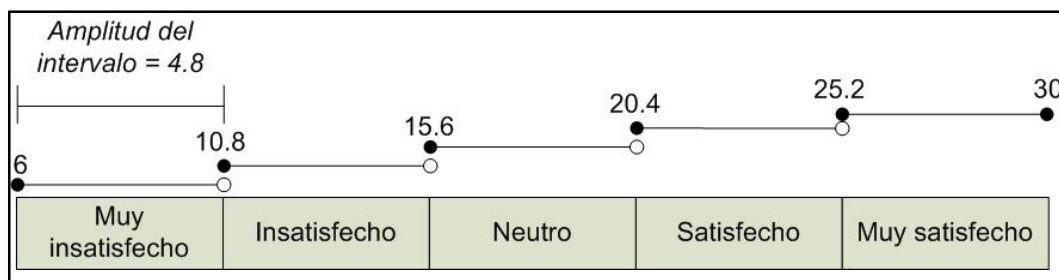 Amplitud del
intervalo = 4.8
6
10.8
15.6
20.4
25.2
30
Muy
insatisfecho
Insatisfecho
Neutro
Satisfecho
Muy satisfecho